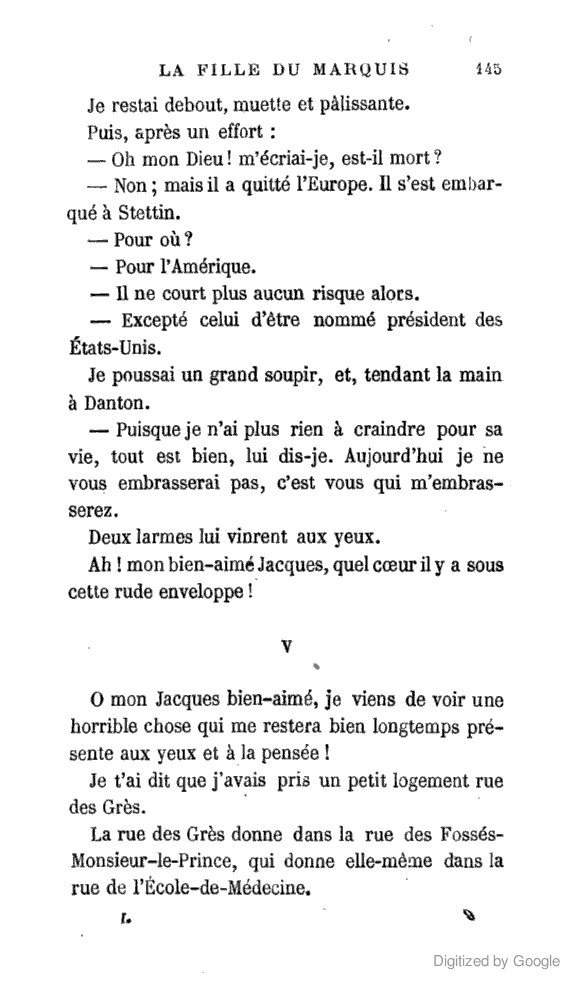 LA FILLE DU MARQUIS 145
Je restai debout, muette et pâlissante.
Puis, après un effort :
— Oh mon Dieu! m'écriai-je, est-il mort?
— Non ; mais il a quitté l'Europe. Il s'est embar-
qué à Stettin.
— Pour où?
— Pour l'Amérique.
— Il ne court plus aucun risque alors.
— Excepté celui d'être nommé président des
États-Unis.
Je poussai un grand soupir, et, tendant la main
à Danton.
— Puisque je n'ai plus rien à craindre pour sa
vie, tout est bien, lui dis-je. Aujourd'hui je ne
vous embrasserai pas, c'est vous qui m'embras-
serez.
Deux larmes lui vinrent aux yeux.
Ah ! mon bien-aimé Jacques, quel cœur il y a sous
cette rude enveloppe !
V
O mon Jacques bien-aimé, je viens de voir une
horrible chose qui me restera bien longtemps pré-
sente aux yeux et à la pensée !
Je t'ai dit que j'avais pris un petit logement rue
des Grès.
La rue des Grès donne dans la rue des Fossés-
Monsieur-le-Prince, qui donne elle-même dans la
rue de l'École-de-Médecine.
I.
Digitized by Google